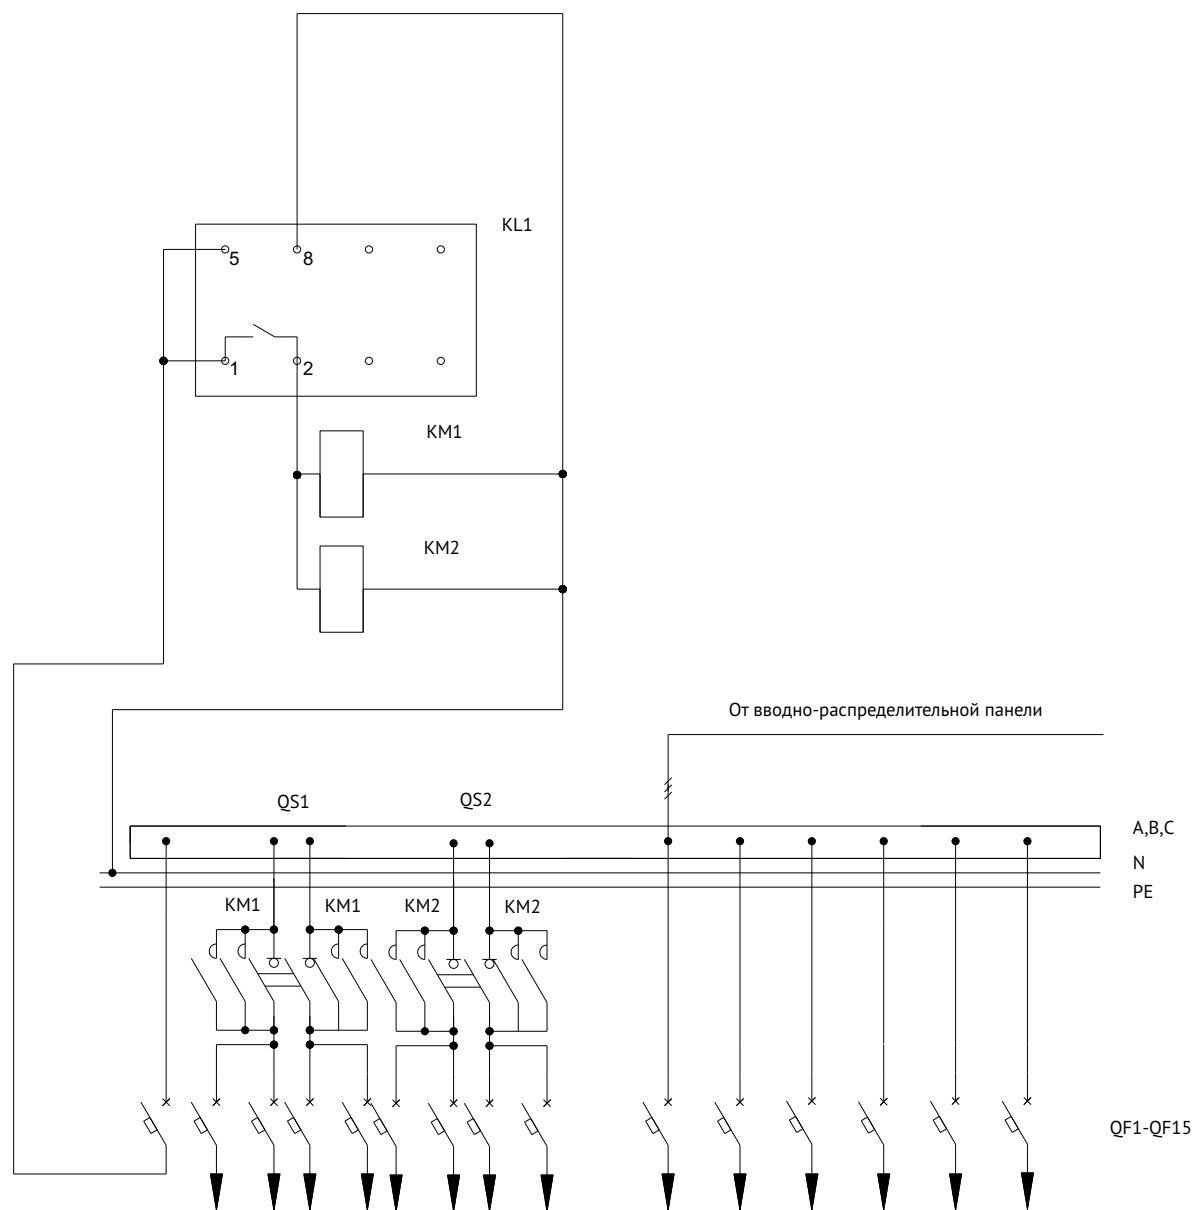 KL1
5
8
1
2
KM1
KM2
От вводно-распределительной панели
QS1
QS2
A,B,C
N
PE
KM1
KM1
KM2
KM2
QF1-QF15